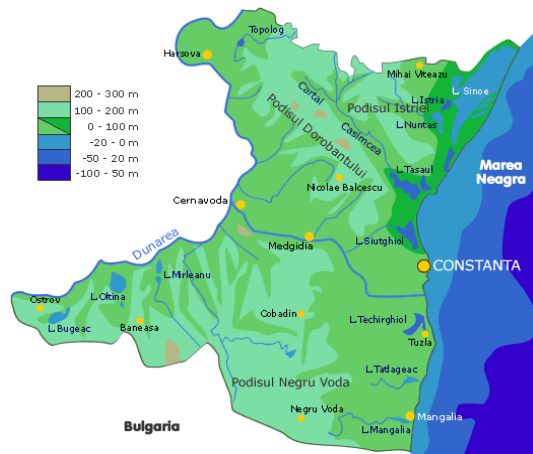 Topolog
Harsova
Mihai Viteazu
200 - 300 m
100 - 200 m
0 - 100 m
-20 - 0 m
-50 - 20 m
-100 - 50 m
L. Sinoe
L.Istria
Cartal
Podisul Istriei
L.Nuntas
Casimcea
Podisul Dorobantului
L.Tasaul
Marea
Neagra
Nicolae Balcescu
Cernavoda
Dunarea
Medgidia
L.Siutghiol
CONSTANTA
L.Mirleanu
Ostrov
L.Oltina
L.Bugeac
Baneasa
Cobadin
L.Techirghiol
Tuzla
L.Tatlageac
Podisul Negru Voda
Negru Voda
Mangalia
L.Mangalia
Bulgaria